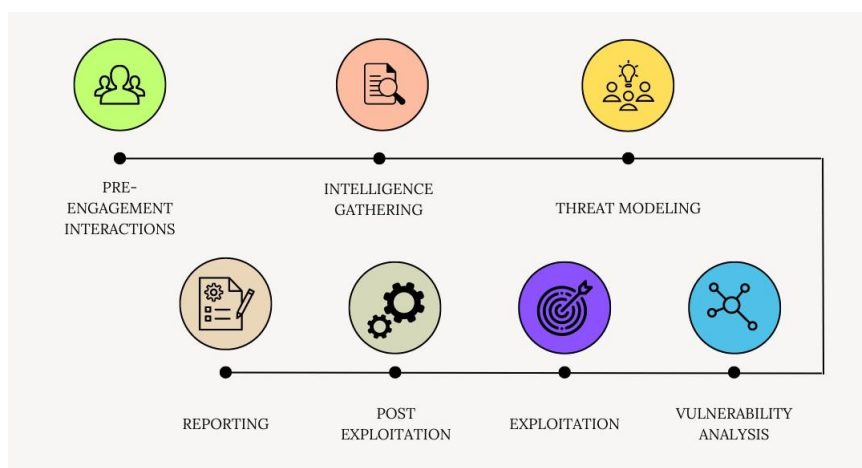 PRE-
ENGAGEMENT
INTERACTIONS
INTELLIGENCE
GATHERING
THREAT MODELING
REPORTING
POST
EXPLOITATION
EXPLOITATION
VULNERABILITY
ANALYSIS